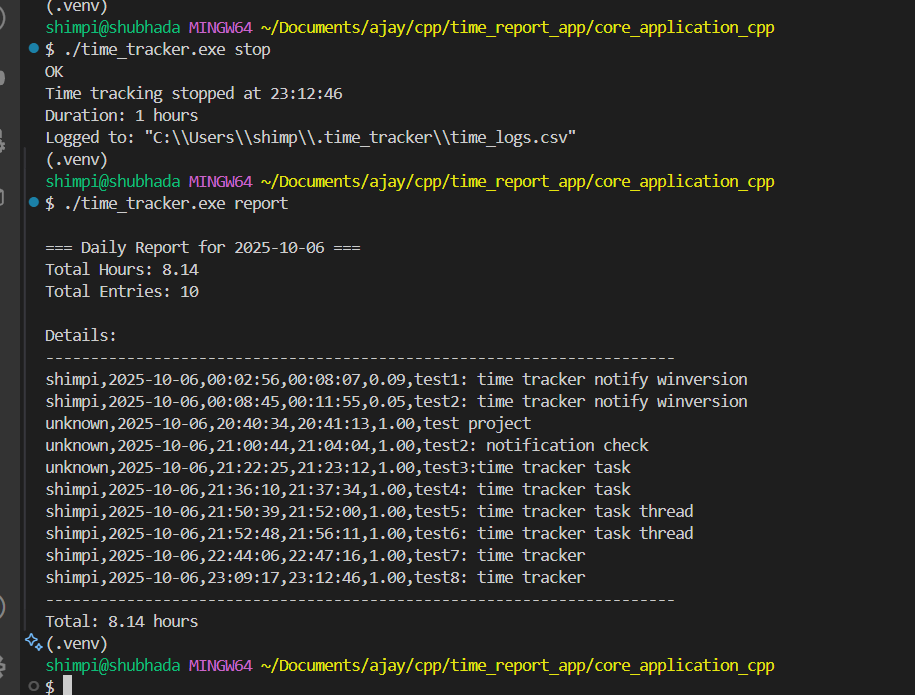 (.venv)
shimpi@shubhada MINGW64 ~/Documents/ajay/cpp/time_report_app/core_application_cpp
$ ./time_tracker.exe stop
OK
Time tracking stopped at 23:12:46
Duration: 1 hours
Logged to: "C:\\Users\\shimp\\.time_tracker\\time_logs.csv"
(.venv)
shimpi@shubhada MINGW64 ~/Documents/ajay/cpp/time_report_app/core_application_cpp
$ ./time_tracker.exe report
=== Daily Report for 2025-10-06 ===
Total Hours: 8.14
Total Entries: 10
Details:
----------------------------------------------------------------------
shimpi,2025-10-06,00:02:56,00:08:07,0.09,test1: time tracker notify winversion
shimpi,2025-10-06,00:08:45,00:11:55,0.05,test2: time tracker notify winversion
unknown,2025-10-06,20:40:34,20:41:13,1.00,test project
unknown,2025-10-06,21:00:44,21:04:04,1.00,test2: notification check
unknown,2025-10-06,21:22:25,21:23:12,1.00,test3:time tracker task
shimpi,2025-10-06,21:36:10,21:37:34,1.00,test4: time tracker task
shimpi,2025-10-06,21:50:39,21:52:00,1.00,test5: time tracker task thread
shimpi,2025-10-06,21:52:48,21:56:11,1.00,test6: time tracker task thread
shimpi,2025-10-06,22:44:06,22:47:16,1.00,test7: time tracker
shimpi,2025-10-06,23:09:17,23:12:46,1.00,test8: time tracker
----------------------------------------------------------------------
Total: 8.14 hours
(.venv)
shimpi@shubhada MINGW64 ~/Documents/ajay/cpp/time_report_app/core_application_cpp
$